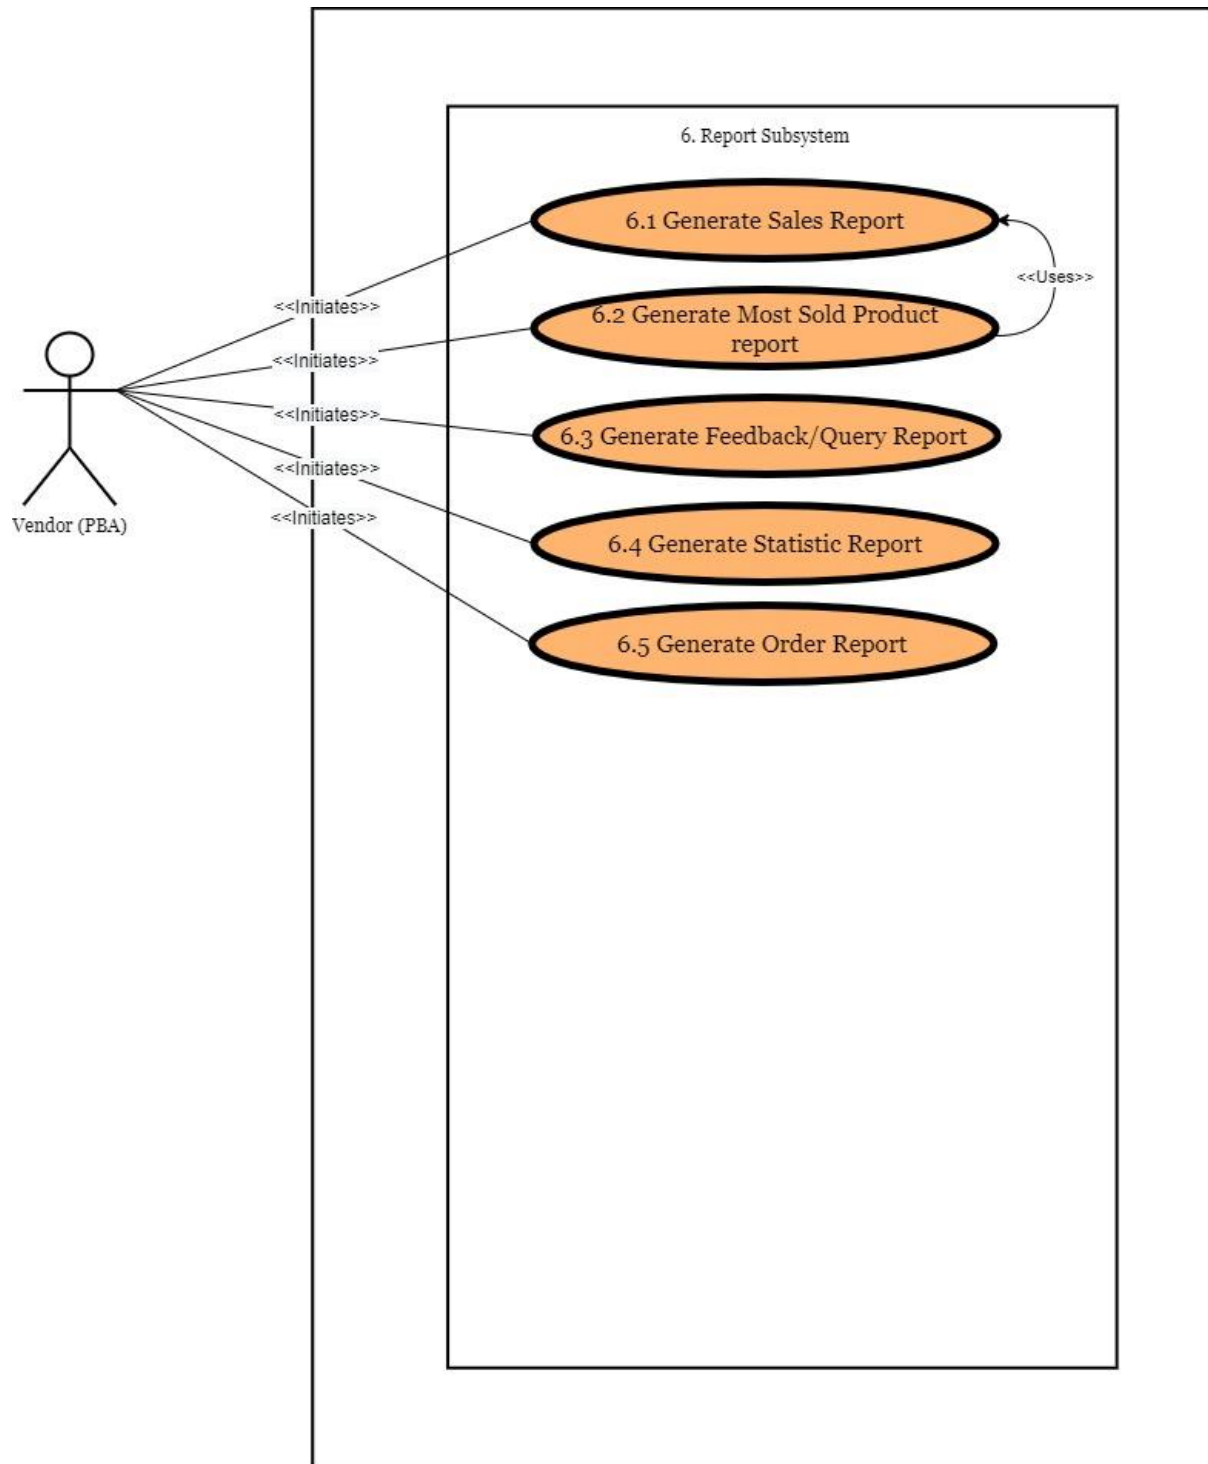 6. Report Subsystem
6.1 Generate Sales Report
<<Uses>>
<<Initiates>>
6.2 Generate Most Sold Product
report
<<Initiates>>
<<Initiates>>
6.3 Generate Feedback/Query Report
<<Initiates>>
<<Initiates>>
Vendor (PBA)
6.4 Generate Statistic Report
6.5 Generate Order Report